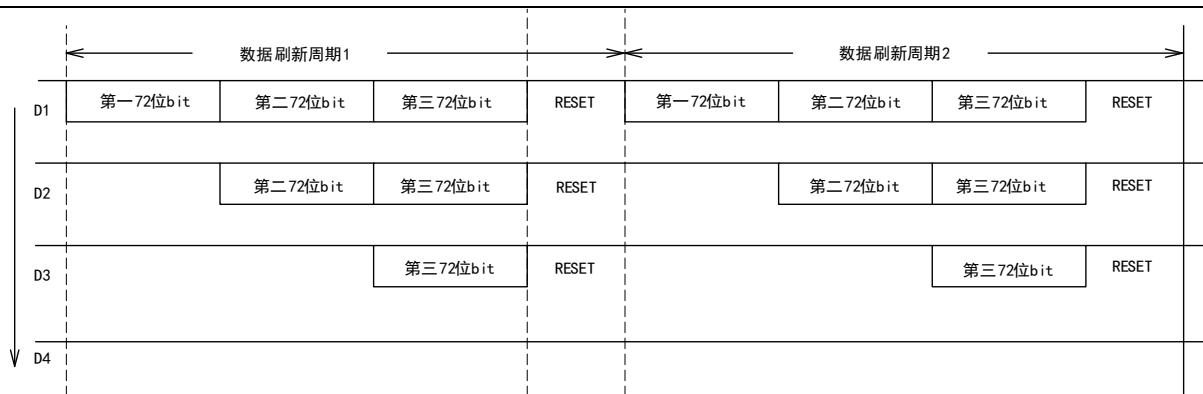 数据刷新周期1 数据刷新周期2
D1 第一72位bit 第二72位bit 第三72位bit RESET 第一72位bit 第二72位bit 第三72位bit RESET
D2 第二72位bit 第三72位bit RESET 第二72位bit 第三72位bit RESET
D3 第三72位bit RESET 第三72位bit RESET
D4